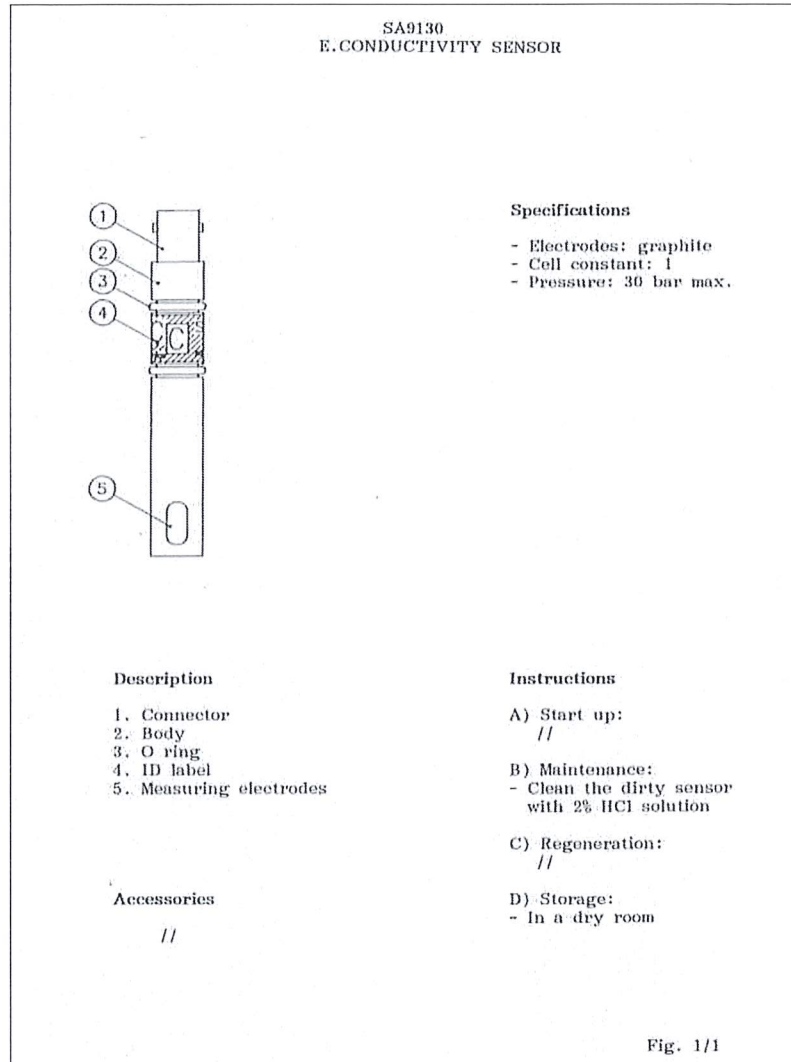 SA9130
E.CONDUCTIVITY SENSOR
1
2
3
4
5
C
C
Specifications
- Electrodes: graphite
- Cell constant: 1
- Pressure: 30 bar max.
Description
1. Connector
2. Body
3. O ring
4. ID label
5. Measuring electrodes
Accessories
//
Instructions
A) Start up:
//
B) Maintenance:
- Clean the dirty sensor
with 2% HCl solution
C) Regeneration:
//
D) Storage:
- In a dry room
Fig. 1/1